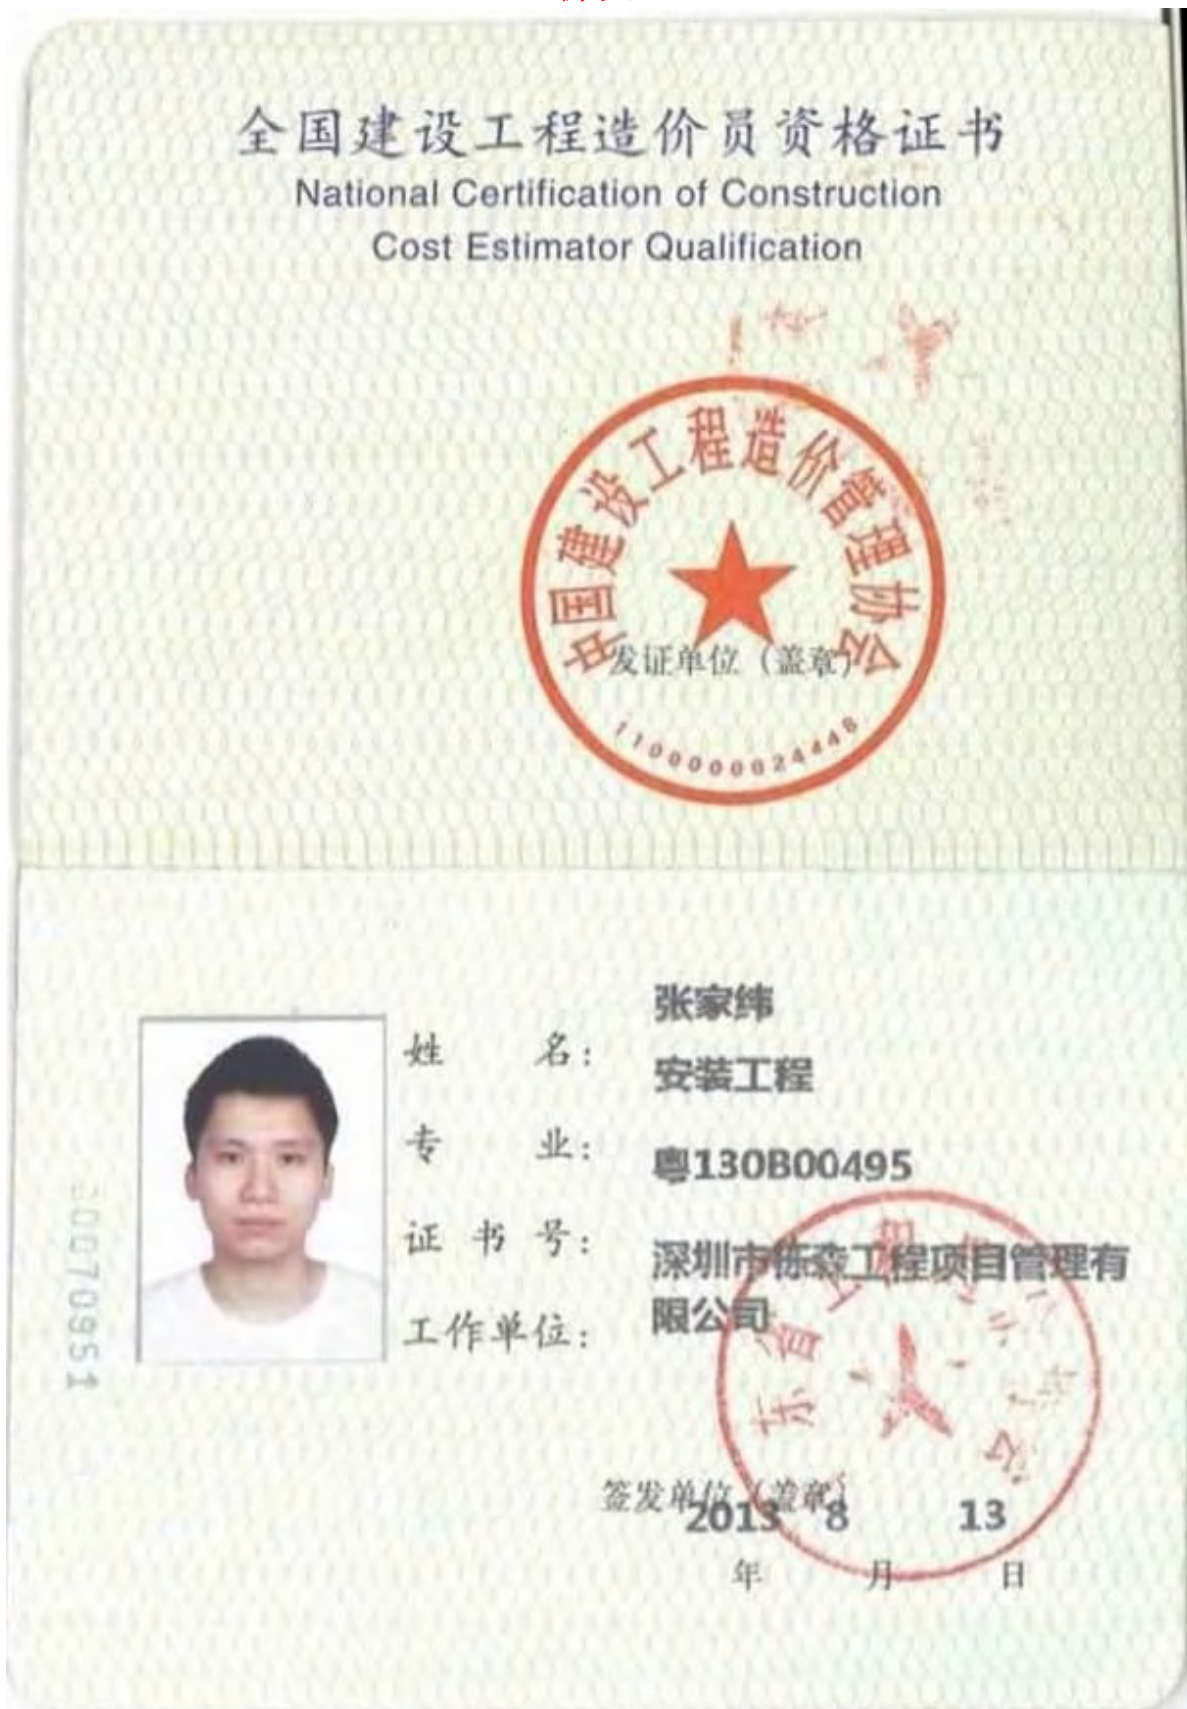 全国建设工程造价员资格证书
National Certification of Construction
Cost Estimator Qualification
中国建设工程造价管理协会
发证单位（盖章）
1100000024448
姓 名：
张家纬
专 业：
安装工程
证 书 号：
粤130B00495
工作单位：
深圳市栋森工程项目管理有
限公司
0070951
签发单位（盖章）
2013 8 13
年 月 日